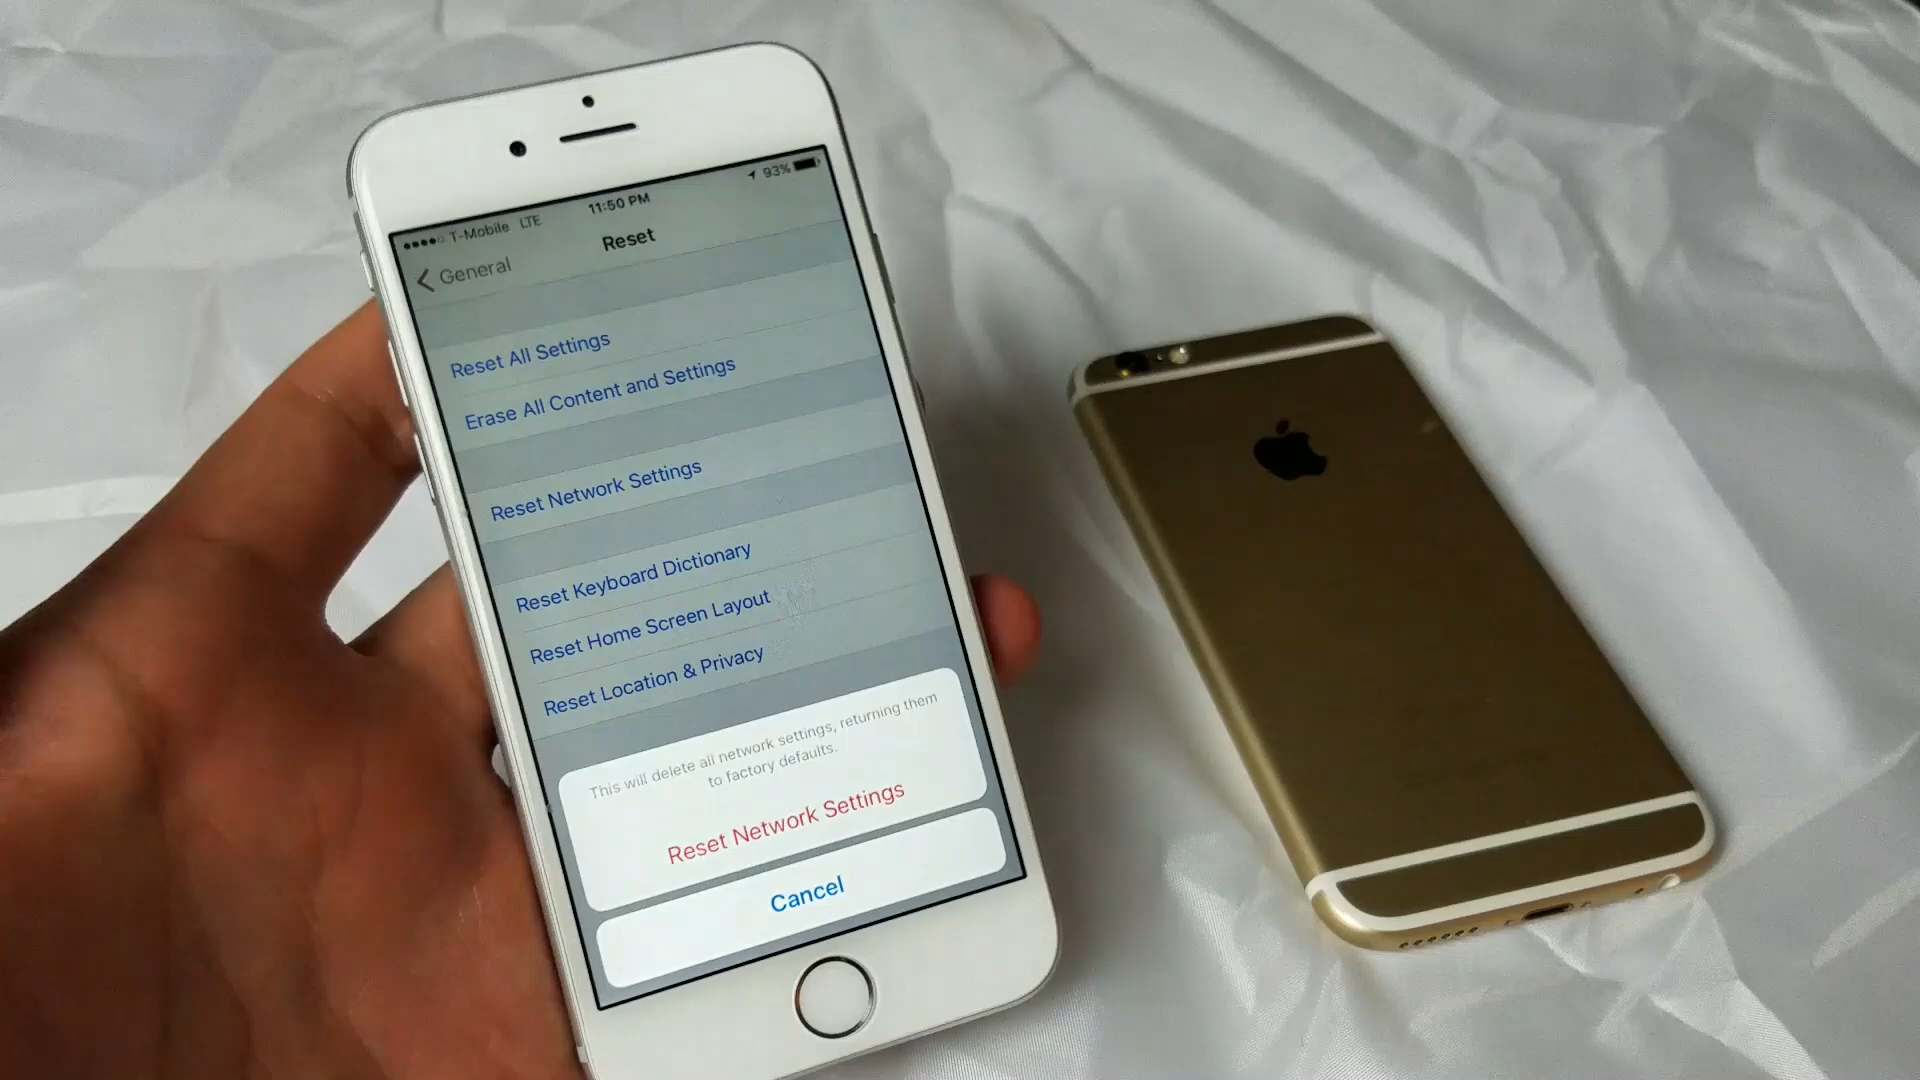 T-Mobile LTE 11:50 PM 93%
General Reset
Reset All Settings
Erase All Content and Settings
Reset Network Settings
Reset Keyboard Dictionary
Reset Home Screen Layout
Reset Location & Privacy
This will delete all network settings, returning them
to factory defaults.
Reset Network Settings
Cancel